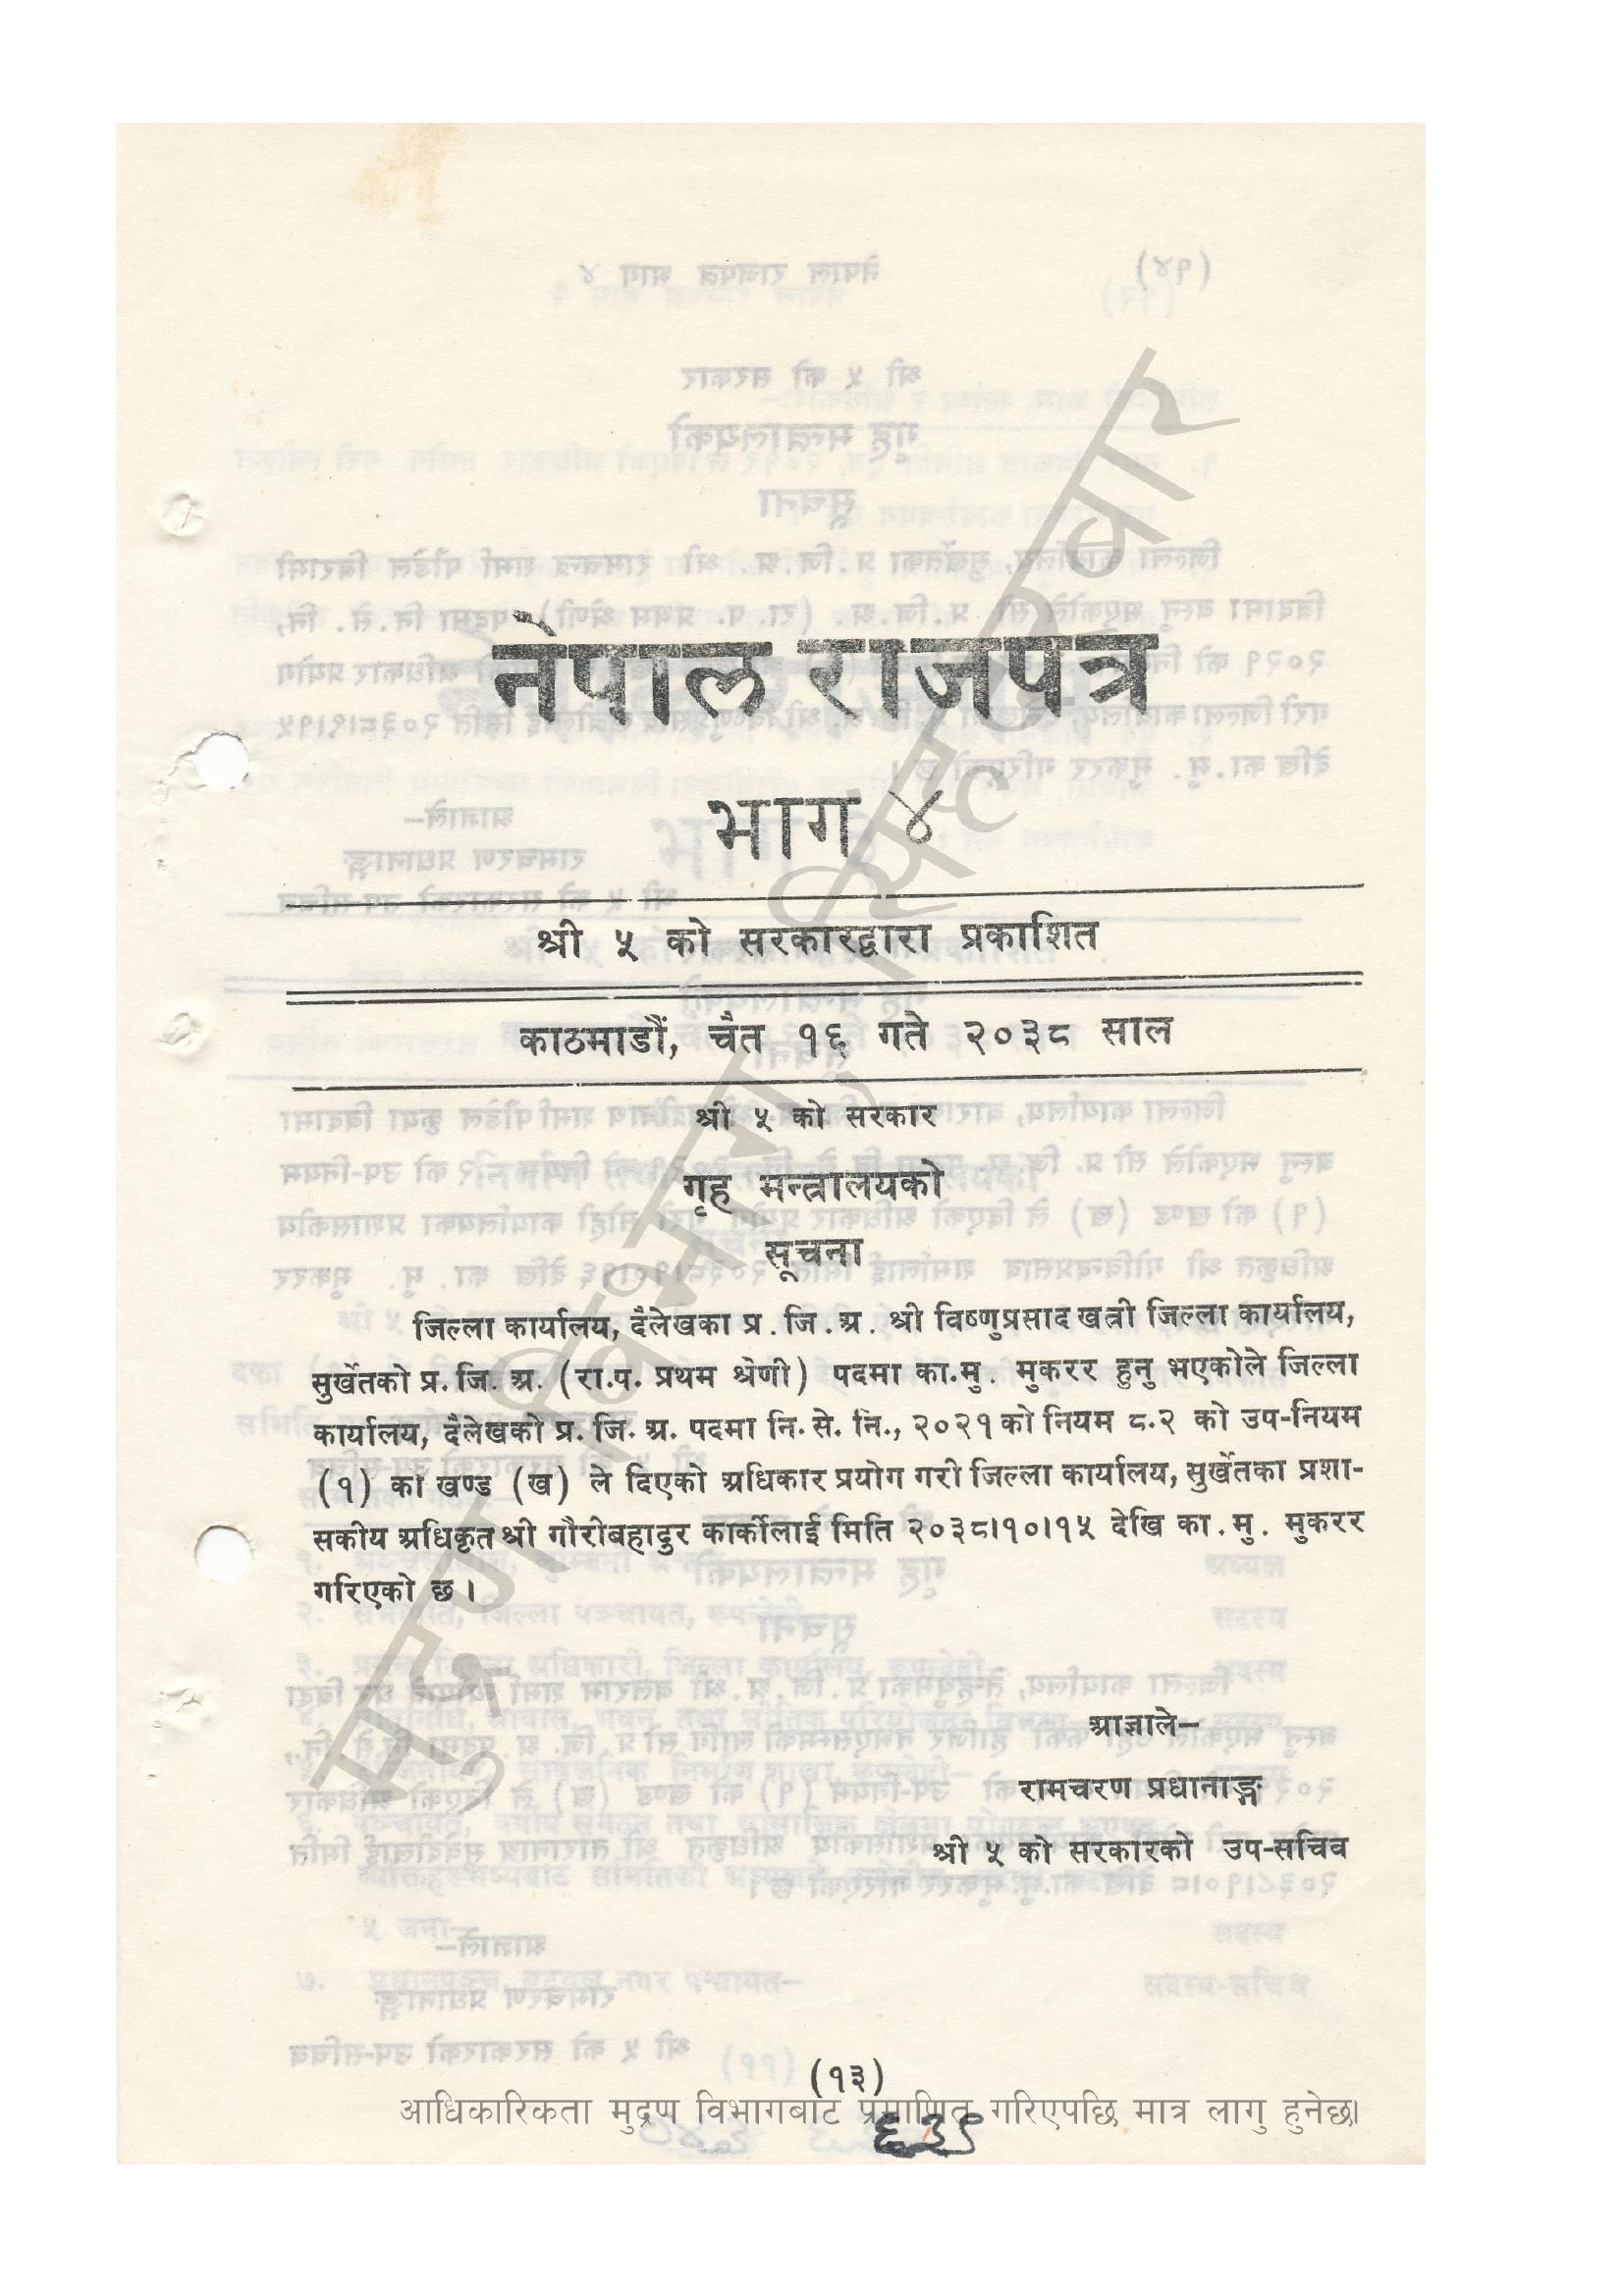 नेपाल राजपत्र
भाग ४
श्री ५ को सरकारद्वारा प्रकाशित
काठमाडौं, चैत १६ गते २०३८ साल
श्री ५ को सरकार
गृह मन्त्रालयको
सूचना
जिल्ला कार्यालय, दैलेखका प्र. जि. अ. श्री विष्णुप्रसाद खत्री जिल्ला कार्यालय,
सुर्खेतको प्र. जि. अ. (रा.प. प्रथम श्रेणी) पदमा का.मु. मुकरर हुनु भएकोले जिल्ला
कार्यालय, दैलेखको प्र. जि. अ. पदमा नि. से. नि., २०२१ को नियम ८.२ को उप-नियम
(१) को खण्ड (ख) ले दिएको अधिकार प्रयोग गरी जिल्ला कार्यालय, सुर्खेतका प्रशा-
सकीय अधिकृत श्री गौरीबहादुर कार्कीलाई मिति २०३८।१०।१५ देखि का. मु. मुकरर
गरिएको छ ।
आज्ञाले–
रामचरण प्रधानाङ्ग
श्री ५ को सरकारको उप-सचिव
(१३)
आधिकारिकता मुद्रण विभागबाट प्रमाणित गरिएपछि मात्र लागु हुनेछ।
६३९